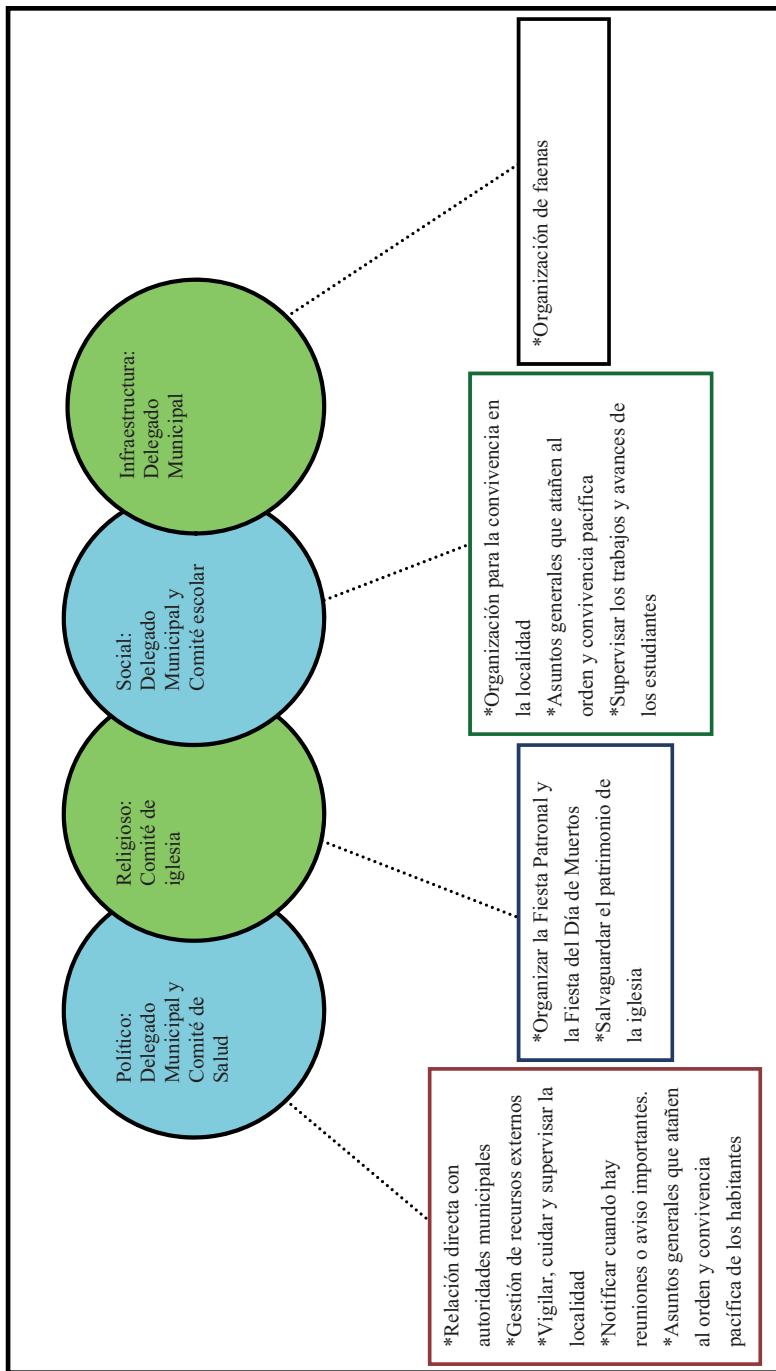 Político:
Delegado
Municipal y
Comité de
Salud
Religioso:
Comité de
iglesia
Social:
Delegado
Municipal y
Comité escolar
Infraestructura:
Delegado
Municipal
*Relación directa con
autoridades municipales
*Gestión de recursos externos
*Vigilar, cuidar y supervisar la
localidad
*Notificar cuando hay
reuniones o aviso importantes.
*Asuntos generales que atañen
al orden y convivencia
pacífica de los habitantes
*Organizar la Fiesta Patronal y
la Fiesta del Día de Muertos
*Salvaguardar el patrimonio de
la iglesia
*Organización para la convivencia en
la localidad
*Asuntos generales que atañen al
orden y convivencia pacífica
*Supervisar los trabajos y avances de
los estudiantes
*Organización de faenas